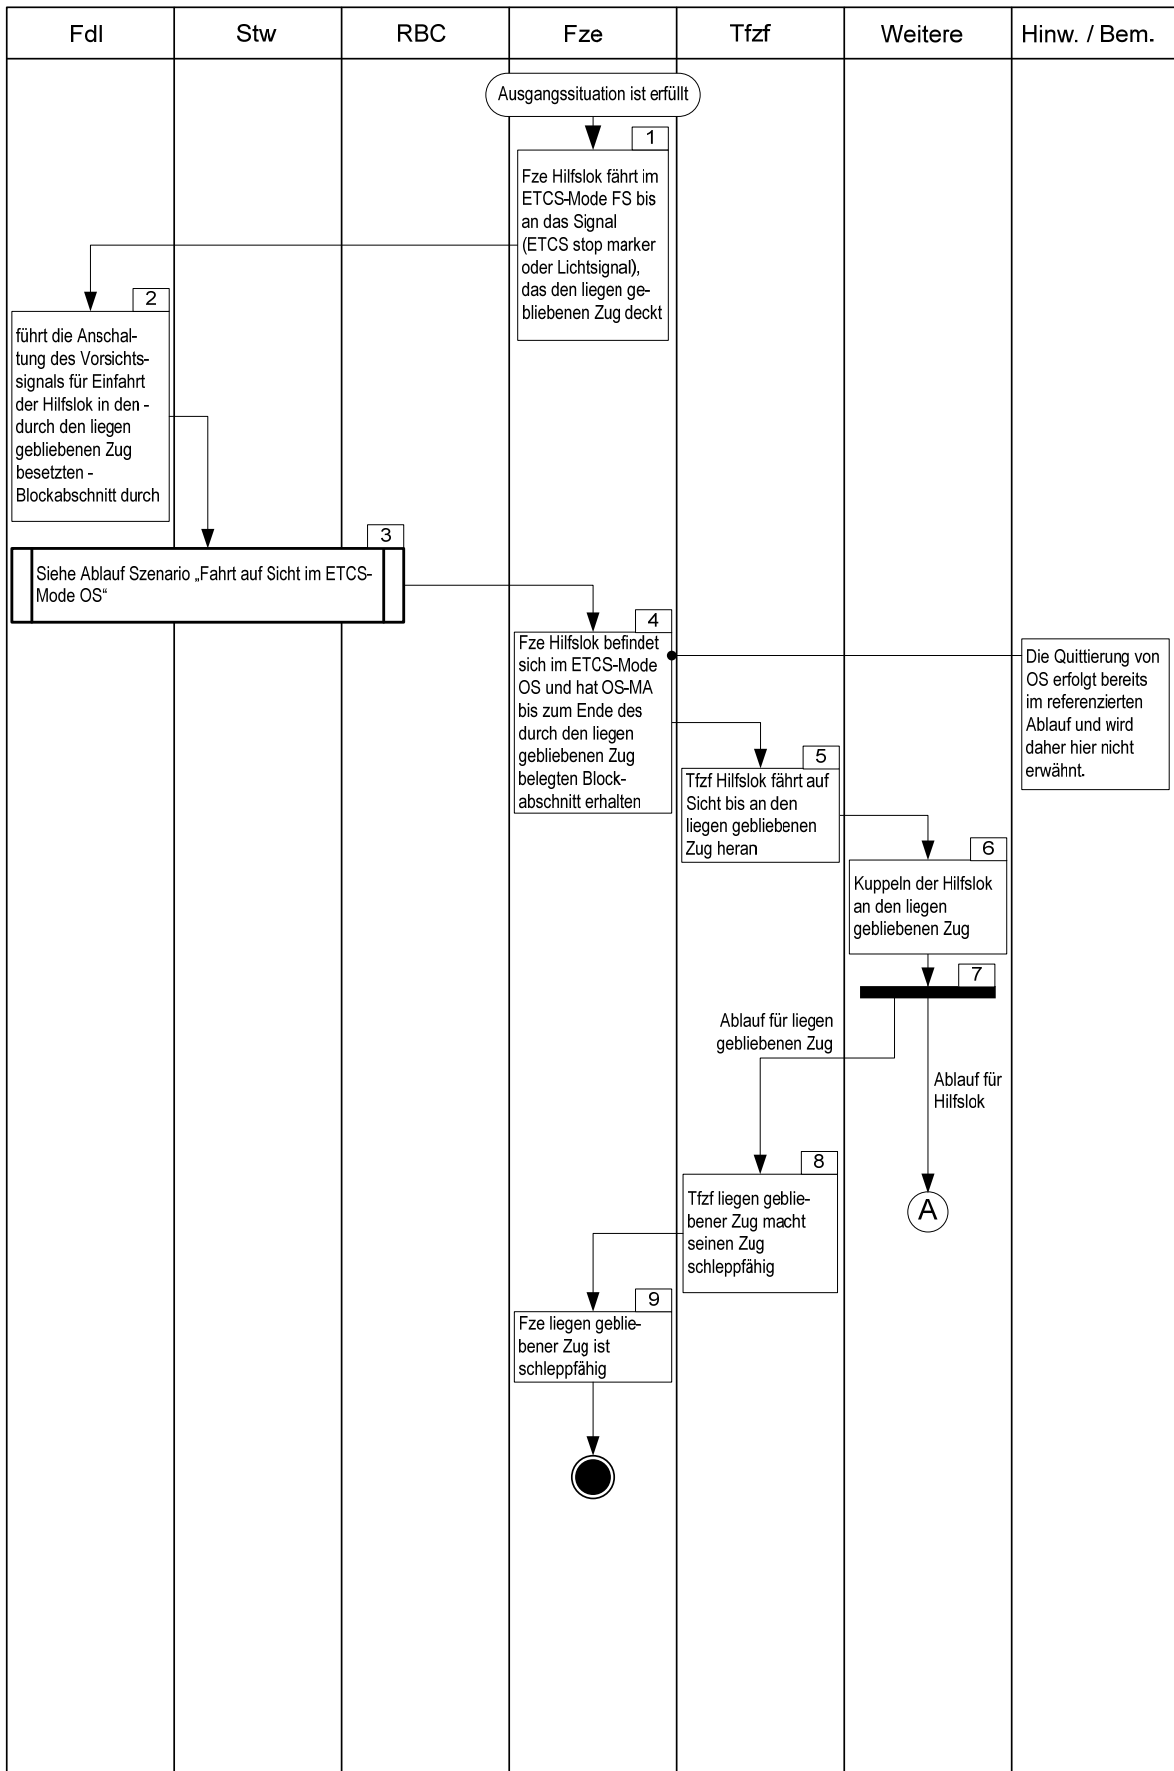 Fdl
Stw
RBC
Fze
Tfzf
Weitere
Hinw. / Bem.
Ausgangssituation ist erfüllt
1
Fze Hilfslok fährt im
ETCS-Mode FS bis
an das Signal
(ETCS stop marker
oder Lichtsignal),
das den liegen ge-
bliebenen Zug deckt
2
führt die Anschal-
tung des Vorsichts-
signals für Einfahrt
der Hilfslok in den -
durch den liegen
gebliebenen Zug
besetzten -
Blockabschnitt durch
3
Siehe Ablauf Szenario „Fahrt auf Sicht im ETCS-
Mode OS“
4
Fze Hilfslok befindet
sich im ETCS-Mode
OS und hat OS-MA
bis zum Ende des
durch den liegen
gebliebenen Zug
belegten Block-
abschnitt erhalten
Die Quittierung von
OS erfolgt bereits
im referenzierten
Ablauf und wird
daher hier nicht
erwähnt.
5
Tfzf Hilfslok fährt auf
Sicht bis an den
liegen gebliebenen
Zug heran
6
Kuppeln der Hilfslok
an den liegen
gebliebenen Zug
7
Ablauf für liegen
gebliebenen Zug
Ablauf für
Hilfslok
8
Tfzf liegen geblie-
bener Zug macht
seinen Zug
schleppfähig
A
9
Fze liegen geblie-
bener Zug ist
schleppfähig